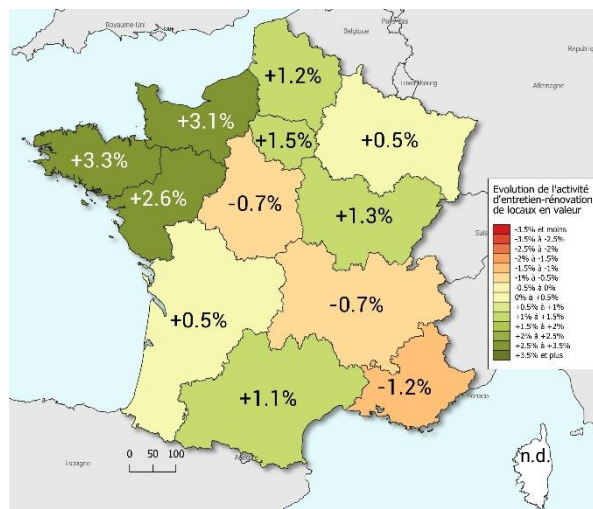 Royaume-Uni
Belgique
Pays-Bas
Luxembourg
Allemagne
+1.2%
+3.1%
+1.5%
+0.5%
+3.3%
+2.6%
-0.7%
+1.3%
+0.5%
-0.7%
+1.1%
-1.2%
n.d.
Espagne
0 50 100
Evolution de l'activité
d'entretien-rénovation
de locaux en valeur
-3.5% et moins
-3.5% à -2.5%
-2.5% à -2%
-2% à -1.5%
-1.5% à -1%
-1% à -0.5%
-0.5% à 0%
0% à +0.5%
+0.5% à +1%
+1% à +1.5%
+1.5% à +2%
+2% à +2.5%
+2.5% à +3.5%
+3.5% et plus